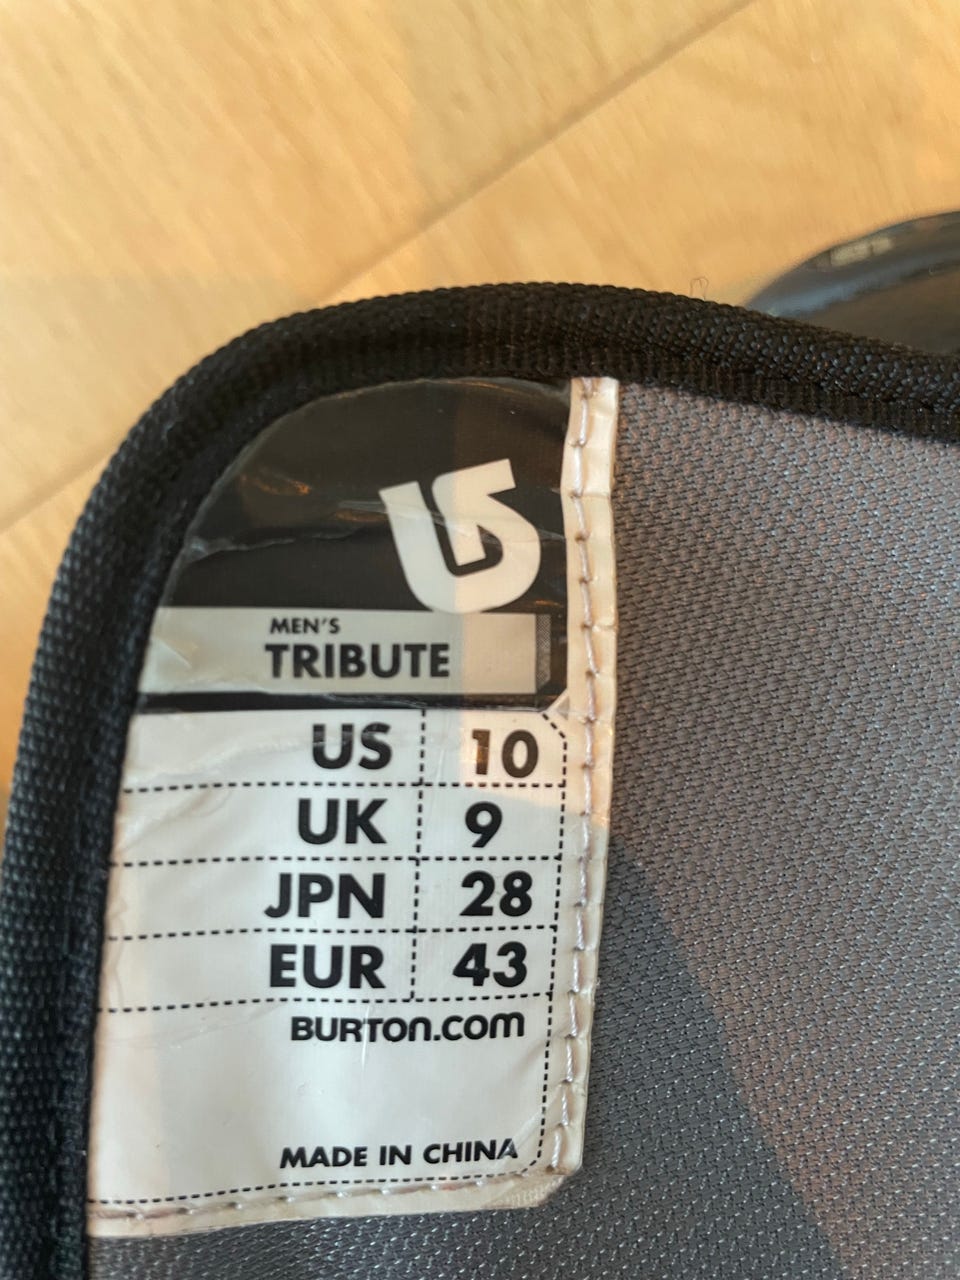 MEN'S
TRIBUTE
US 10
UK 9
JPN 28
EUR 43
BURTON.COM
MADE IN CHINA